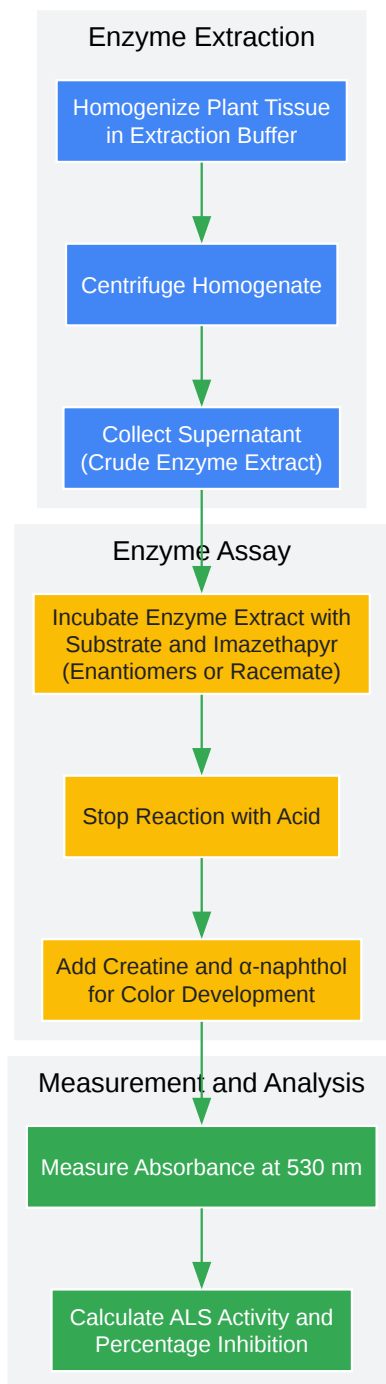 Enzyme Extraction
Homogenize Plant Tissue
in Extraction Buffer
Centrifuge Homogenate
Collect Supernatant
(Crude Enzyme Extract)
Enzyme Assay
Incubate Enzyme Extract with
Substrate and Imazethapyr
(Enantiomers or Racemate)
Stop Reaction with Acid
Add Creatine and α-naphthol
for Color Development
Measurement and Analysis
Measure Absorbance at 530 nm
Calculate ALS Activity and
Percentage Inhibition